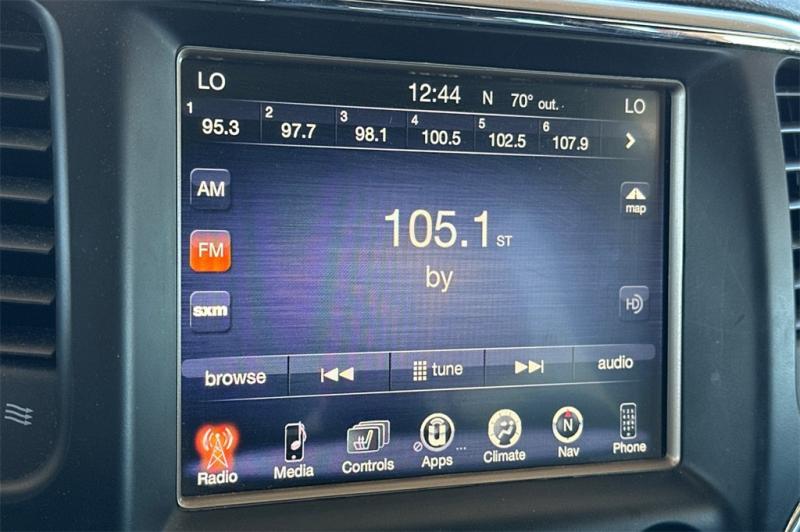 LO 12:44 N 70° out. LO
1 95.3 2 97.7 3 98.1 4 100.5 5 102.5 6 107.9
AM map
105.1 ST
FM
by
sxm HD
browse tune audio
Radio Media Controls Apps Climate N Nav Phone